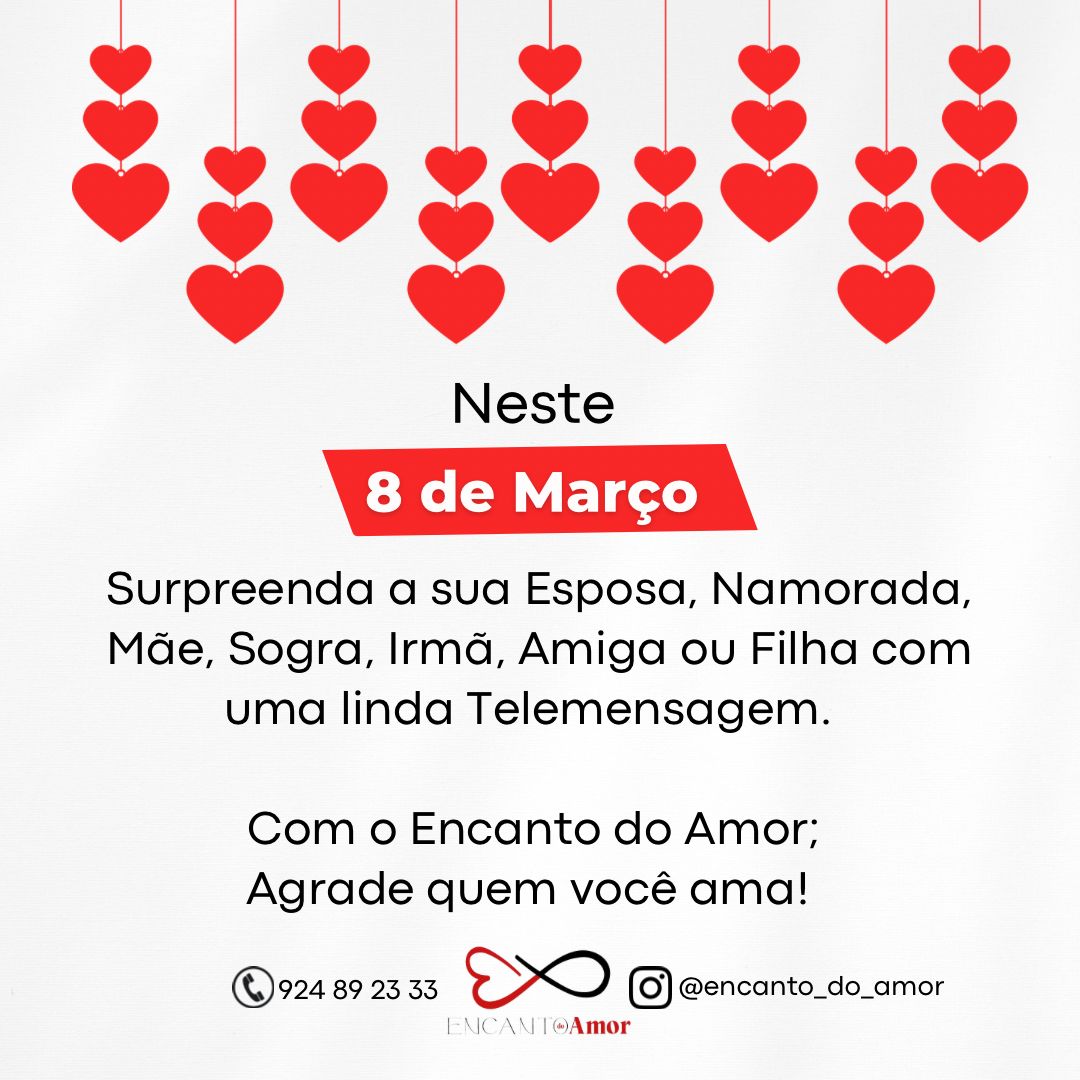 Neste
8 de Março
Surpreenda a sua Esposa, Namorada,
Mãe, Sogra, Irmã, Amiga ou Filha com
uma linda Telemensagem.
Com o Encanto do Amor;
Agrade quem você ama!
924 89 23 33
@encanto_do_amor
ENCANTO do Amor